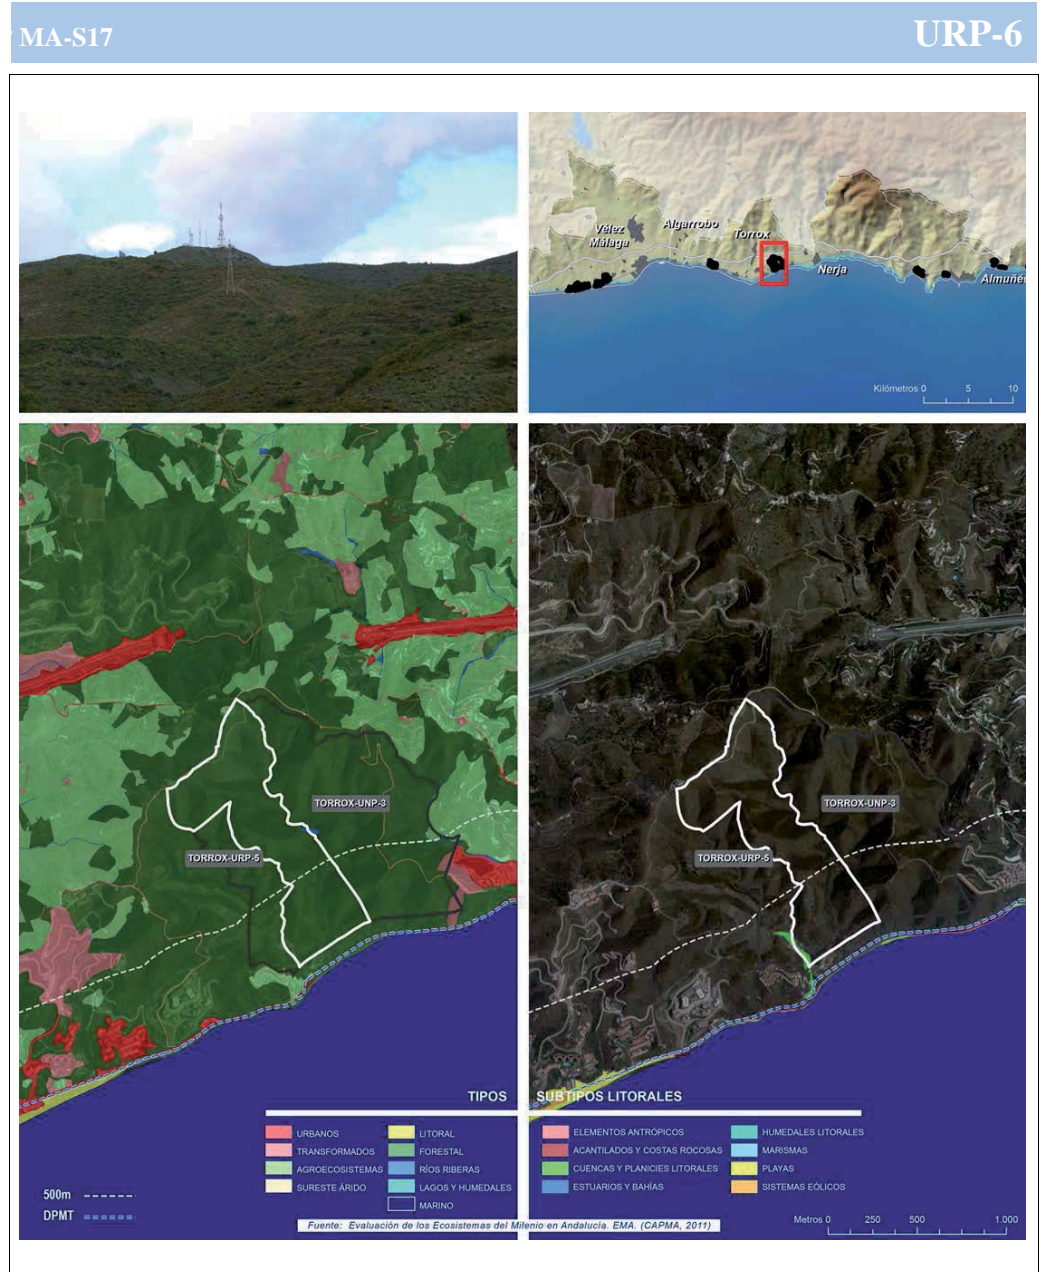 MA-S17
URP-6
Vélez
Málaga
Algarrobo
Torrox
Nerja
Kilómetros 0 5 10
TORROX-UNP-3
TORROX-URP-5
TORROX-UNP-3
TORROX-URP-5
TIPOS
SUBTIPOS LITORALES
URBANOS
LITORAL
TRANSFORMADOS
FORESTAL
AGROECOSISTEMAS
RÍOS RIBERAS
SURESTE ÁRIDO
LAGOS Y HUMEDALES
MARINO
ELEMENTOS ANTRÓPICOS
HUMEDALES LITORALES
ACANTILADOS Y COSTAS ROCOSAS
MARISMAS
CUENCAS Y PLANICIES LITORALES
PLAYAS
ESTUARIOS Y BAHÍAS
SISTEMAS EÓLICOS
500m
DPMT
Fuente: Evaluación de los Ecosistemas del Milenio en Andalucía. EMA. (CAPMA, 2011)
Metros 0 250 500 1.000